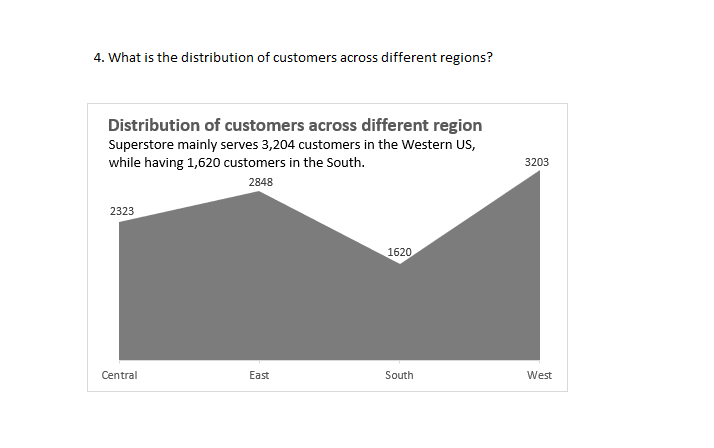 4. What is the distribution of customers across different regions?
Distribution of customers across different region
Superstore mainly serves 3,204 customers in the Western US,
while having 1,620 customers in the South.
3203
2848
2323
1620
Central East South West